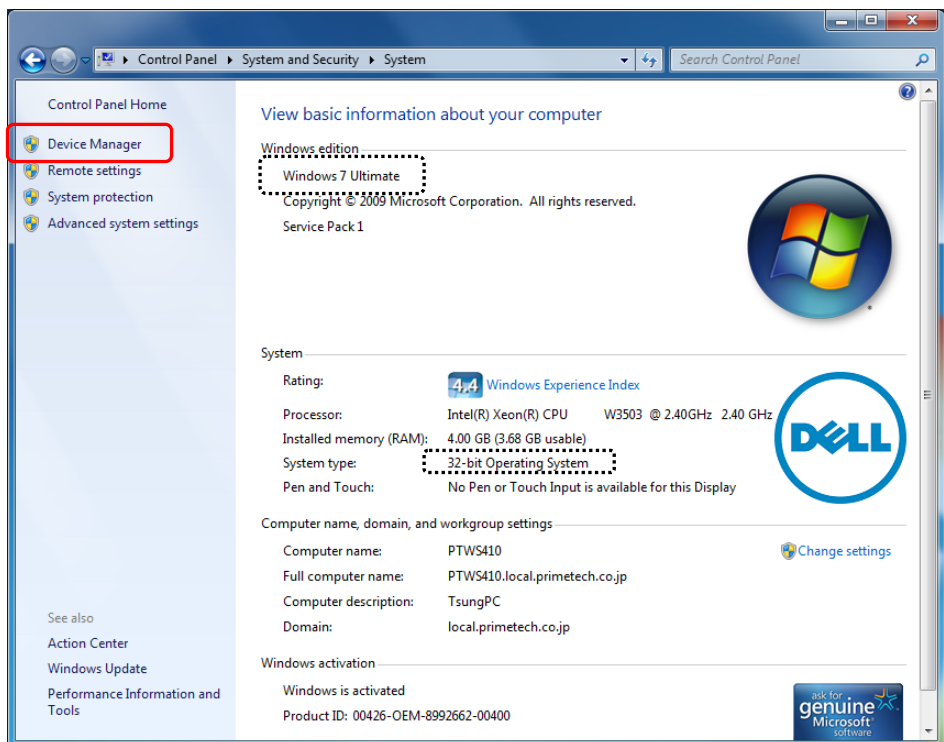 Control Panel ▸ System and Security ▸ System
Search Control Panel
Control Panel Home
Device Manager
Remote settings
System protection
Advanced system settings
See also
Action Center
Windows Update
Performance Information and
Tools
View basic information about your computer
Windows edition
Windows 7 Ultimate
Copyright © 2009 Microsoft Corporation. All rights reserved.
Service Pack 1
System
Rating: 4,4 Windows Experience Index
Processor: Intel(R) Xeon(R) CPU W3503 @ 2.40GHz 2.40 GHz
Installed memory (RAM): 4.00 GB (3.68 GB usable)
System type: 32-bit Operating System
Pen and Touch: No Pen or Touch Input is available for this Display
DELL
Computer name, domain, and workgroup settings
Computer name: PTWS410
Change settings
Full computer name: PTWS410.local.primetech.co.jp
Computer description: TsungPC
Domain: local.primetech.co.jp
Windows activation
Windows is activated
Product ID: 00426-OEM-8992662-00400
ask for
genuine
Microsoft
software